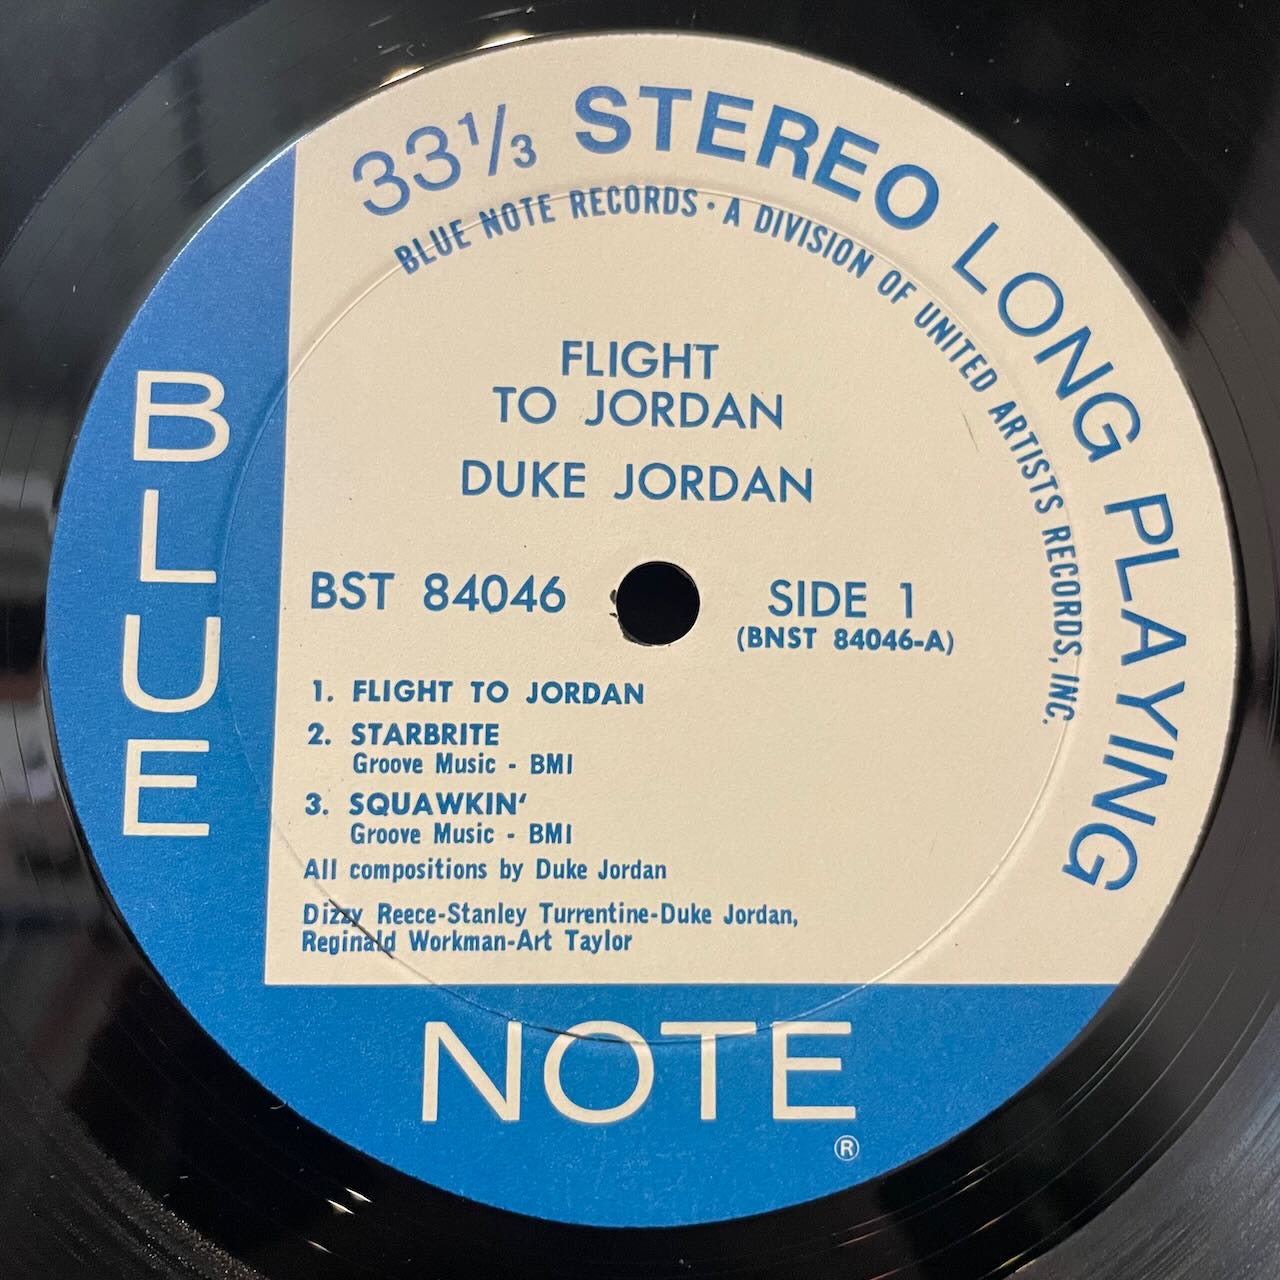 33⅓ STEREO LONG PLAYING
BLUE NOTE RECORDS · A DIVISION OF UNITED ARTISTS RECORDS, INC.
FLIGHT
TO JORDAN
DUKE JORDAN
BST 84046
SIDE 1
(BNST 84046-A)
1. FLIGHT TO JORDAN
2. STARBRITE
Groove Music - BMI
3. SQUAWKIN'
Groove Music - BMI
All compositions by Duke Jordan
Dizzy Reece-Stanley Turrentine-Duke Jordan,
Reginald Workman-Art Taylor
BLUE
NOTE
®